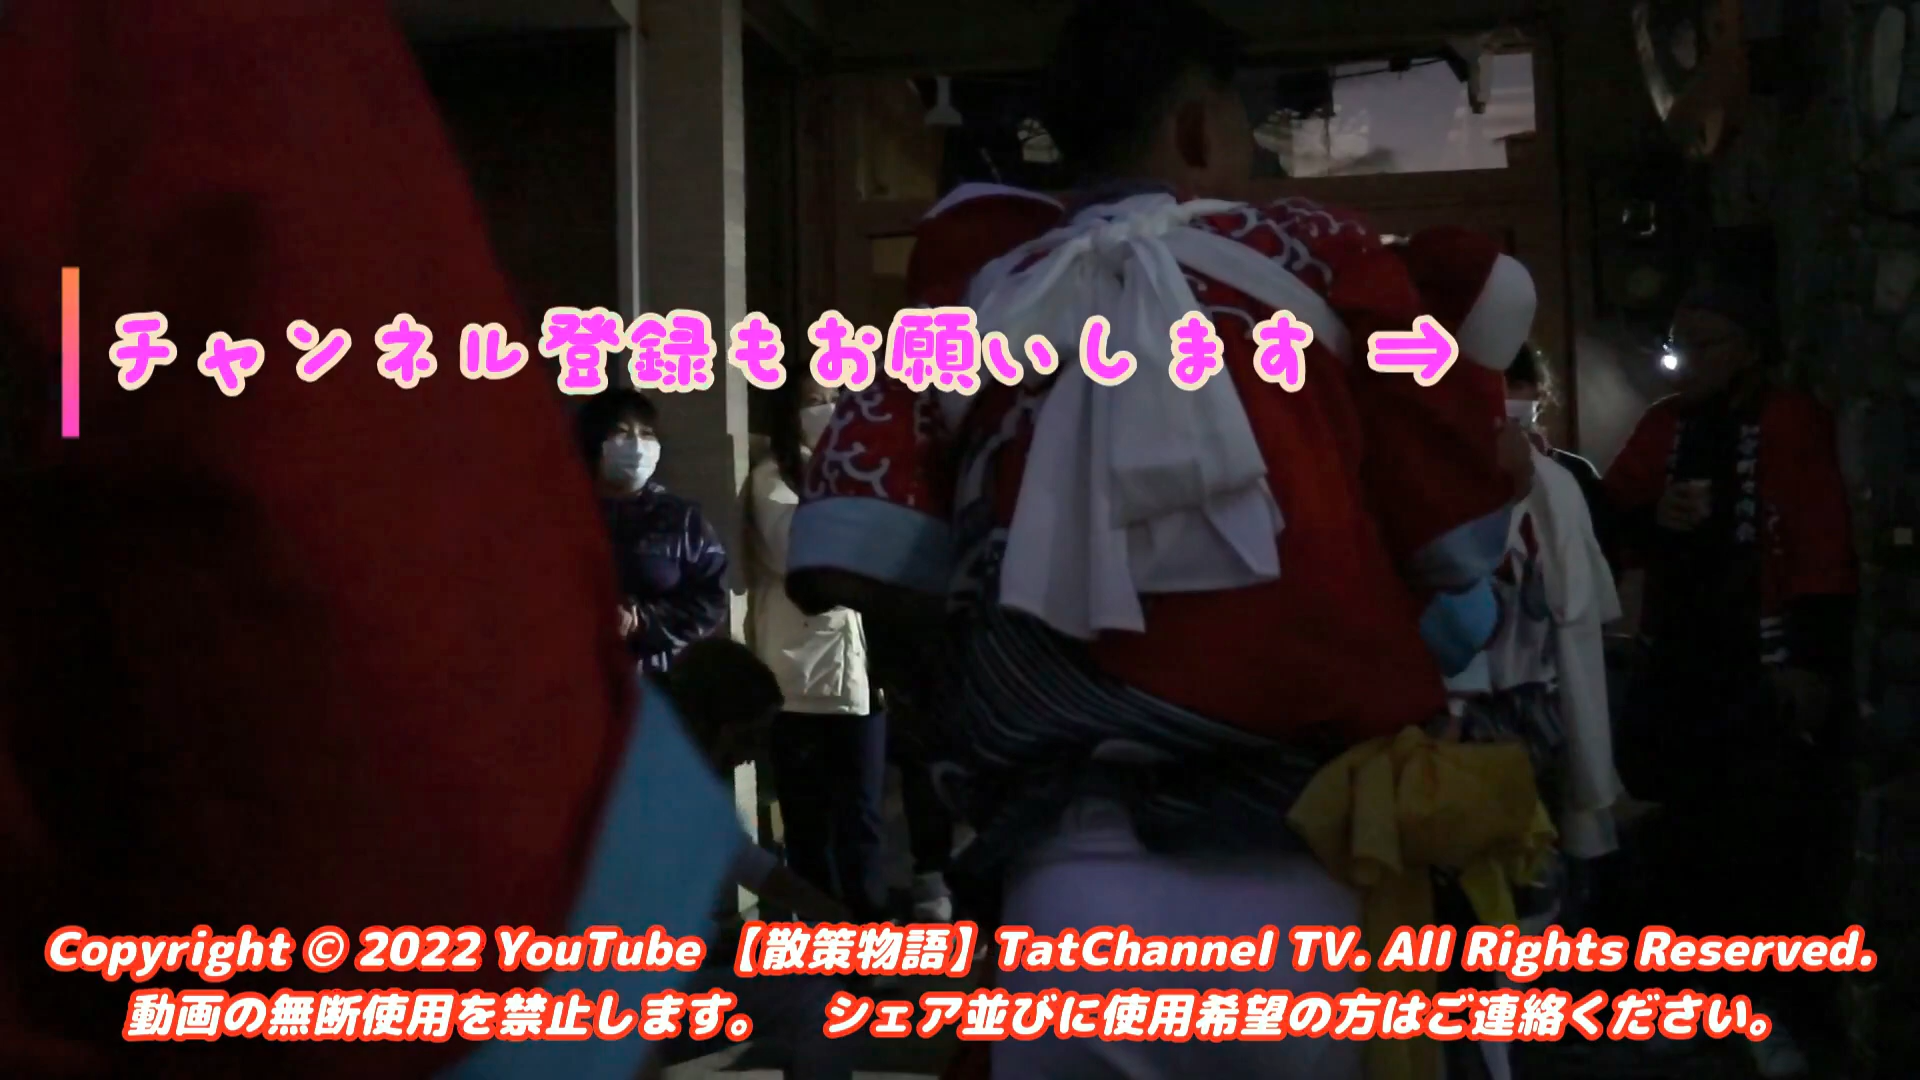 チャンネル登録もお願いします ⇒
Copyright © 2022 YouTube 【散策物語】TatChannel TV. All Rights Reserved.
動画の無断使用を禁止します。 シェア並びに使用希望の方はご連絡ください。